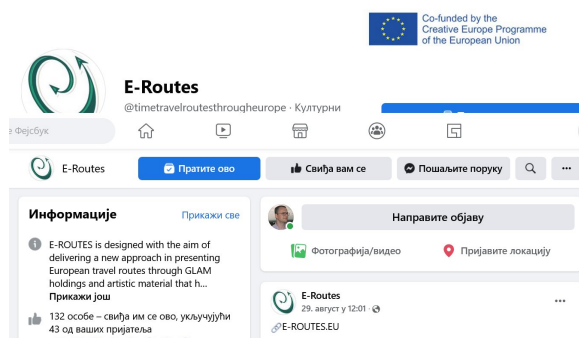 Co-funded by the
Creative Europe Programme
of the European Union
E-Routes
@timetravelroutesthrougheurope · Културни
е Фејсбук
E-Routes
Пратите ово
Свиђа вам се
Пошаљите поруку
Информације
Прикажи све
E-ROUTES is designed with the aim of
delivering a new approach in presenting
European travel routes through GLAM
holdings and artistic material that h...
Прикажи још
132 особе – свиђа им се ово, укључујући
43 од ваших пријатеља
Направите објаву
Фотографија/видео
Пријавите локацију
E-Routes
29. август у 12:01 ·
E-ROUTES.EU